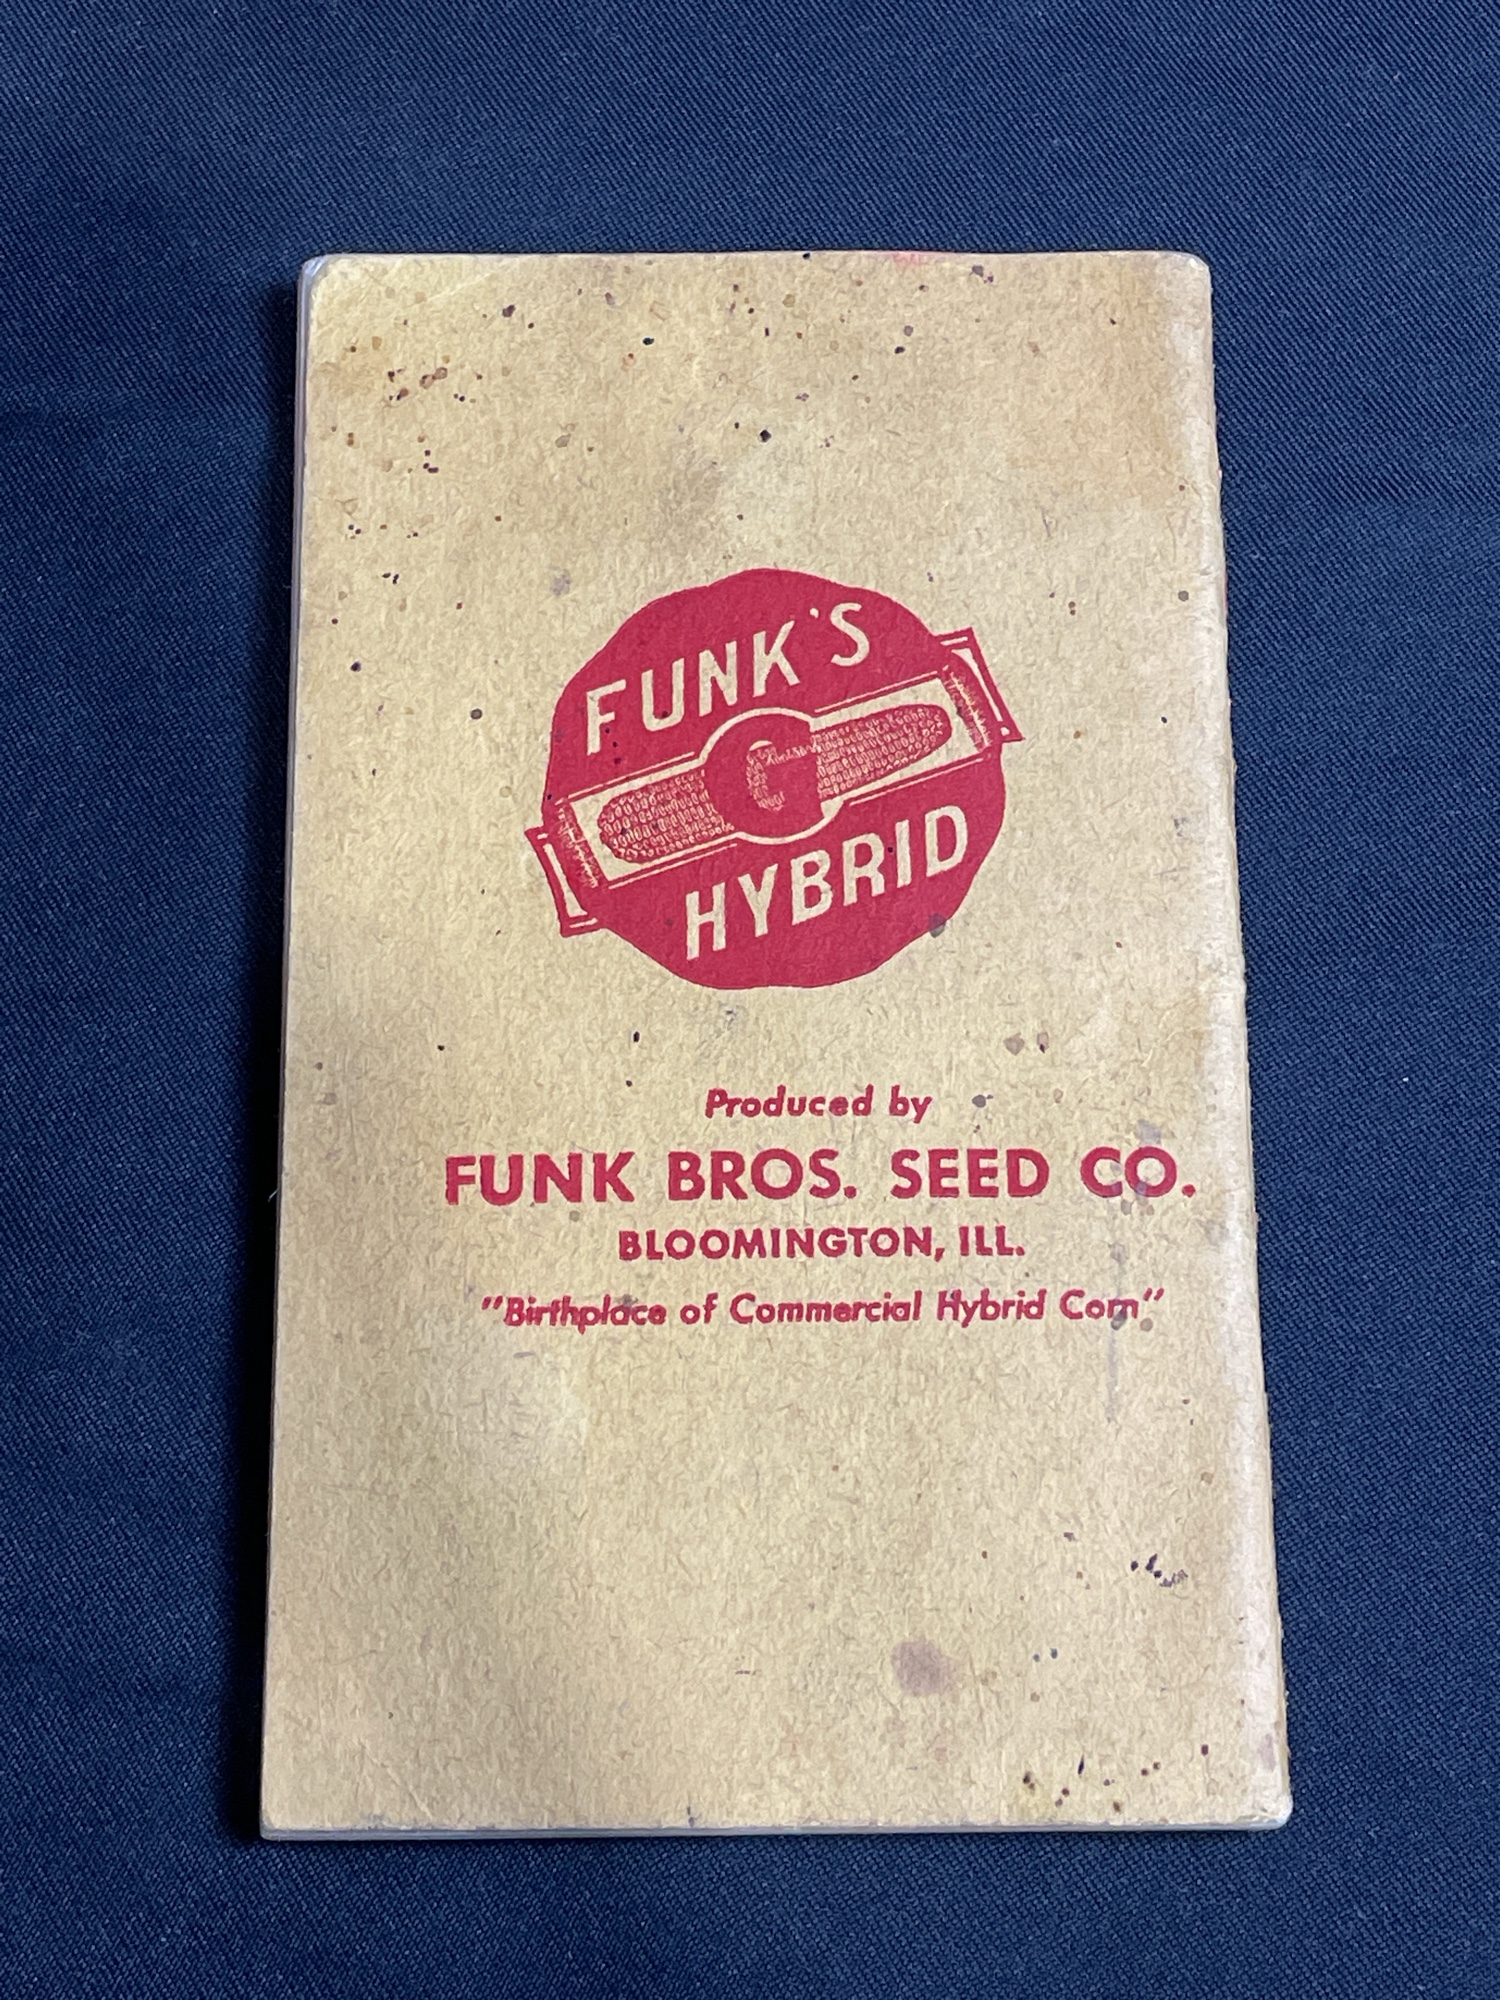 FUNK'S
G
HYBRID
Produced by
FUNK BROS. SEED CO.
BLOOMINGTON, ILL.
"Birthplace of Commercial Hybrid Corn"